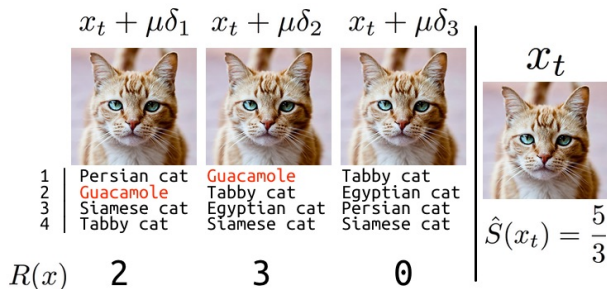 x_t + μδ_1 x_t + μδ_2 x_t + μδ_3
x_t
1 Persian cat Guacamole Tabby cat
2 Guacamole Tabby cat Egyptian cat
3 Siamese cat Egyptian cat Persian cat
4 Tabby cat Siamese cat Siamese cat
Ŝ(x_t) = 5/3
R(x) 2 3 0